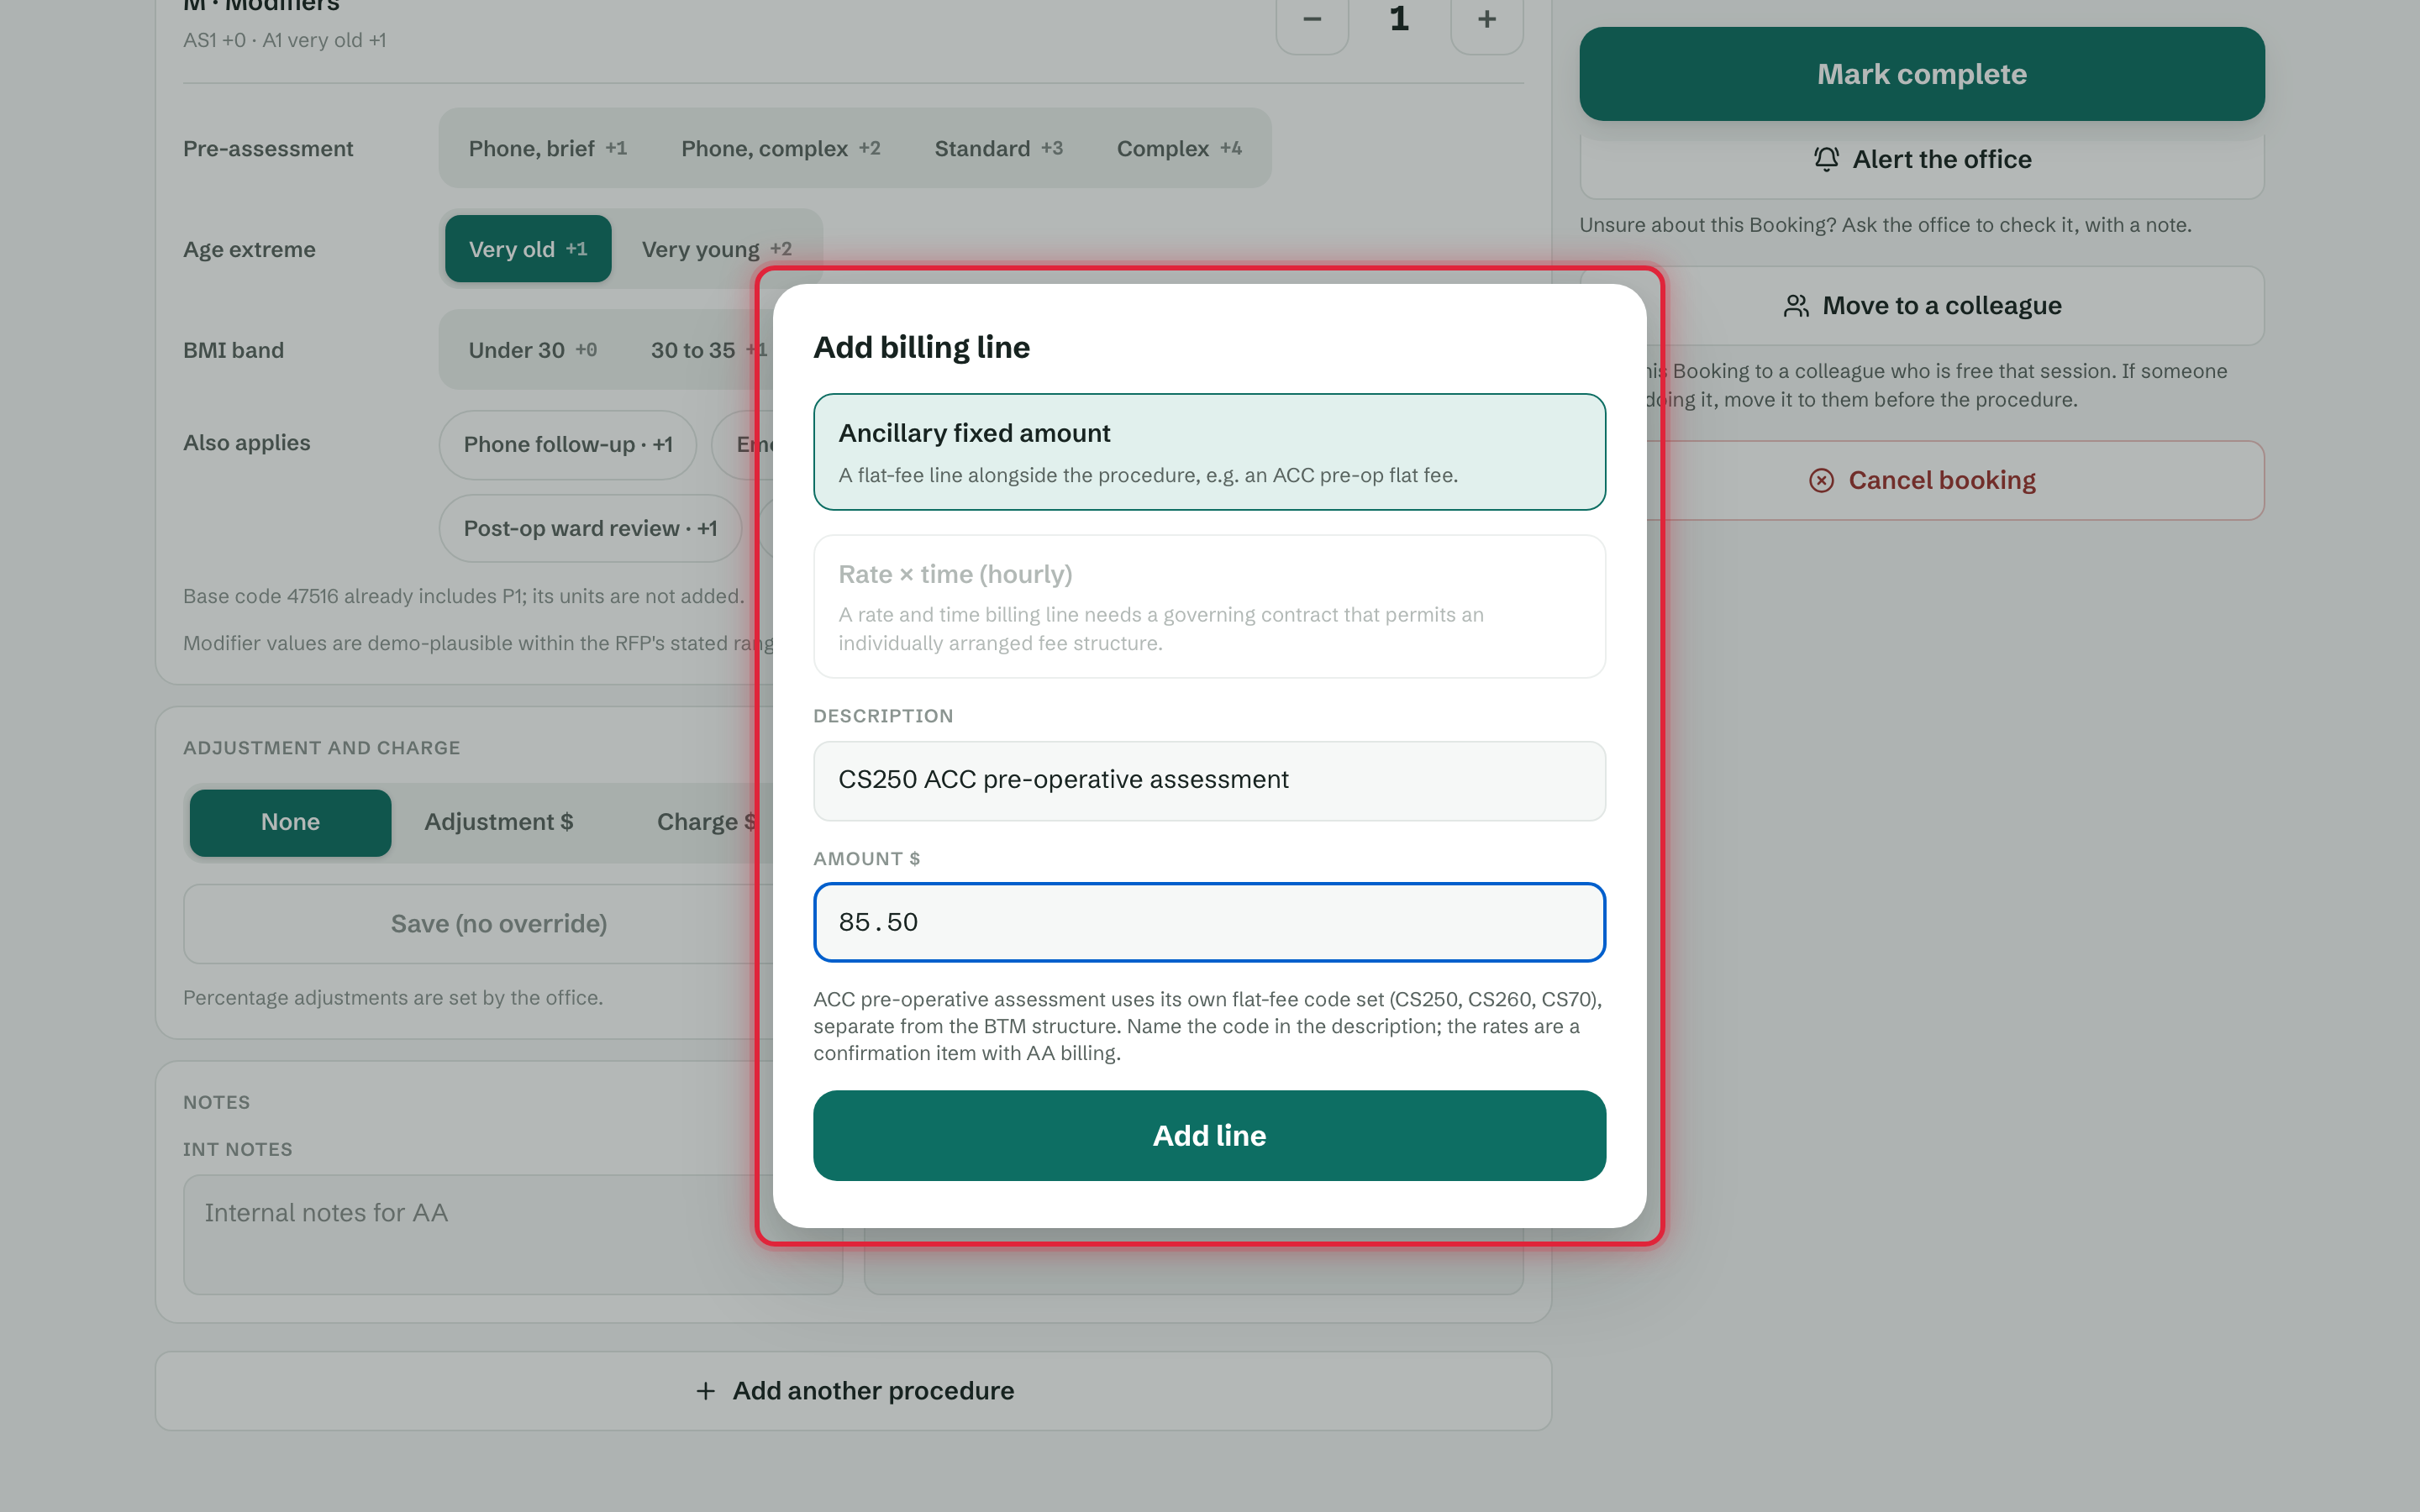 M · Modifiers
AS1 +0 · A1 very old +1
− 1 +
Pre-assessment
Phone, brief +1
Phone, complex +2
Standard +3
Complex +4
Age extreme
Very old +1
Very young +2
BMI band
Under 30 +0
30 to 35 +1
Also applies
Phone follow-up · +1
Post-op ward review · +1
Base code 47516 already includes P1; its units are not added.
Modifier values are demo-plausible within the RFP's stated
ADJUSTMENT AND CHARGE
None
Adjustment $
Charge $
Save (no override)
Percentage adjustments are set by the office.
NOTES
INT NOTES
Internal notes for AA
+ Add another procedure
Add billing line
Ancillary fixed amount
A flat-fee line alongside the procedure, e.g. an ACC pre-op flat fee.
Rate × time (hourly)
A rate and time billing line needs a governing contract that permits an
individually arranged fee structure.
DESCRIPTION
CS250 ACC pre-operative assessment
AMOUNT $
85.50
ACC pre-operative assessment uses its own flat-fee code set (CS250, CS260, CS70),
separate from the BTM structure. Name the code in the description; the rates are a
confirmation item with AA billing.
Add line
Mark complete
Alert the office
Unsure about this Booking? Ask the office to check it, with a note.
Move to a colleague
Booking to a colleague who is free that session. If someone
doing it, move it to them before the procedure.
Cancel booking